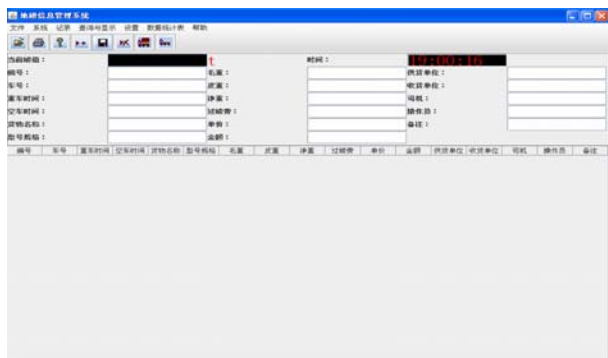 地磅信息管理系统
文件 系统 记录 查询与显示 设置 数据统计表 帮助
当前磅值： t 时间： 19:00:16
编号： 毛重： 供货单位：
车号： 皮重： 收货单位：
重车时间： 净重： 司机：
空车时间： 过磅费： 操作员：
货物名称： 单价： 备注：
型号规格： 金额：
编号 车号 重车时间 空车时间 货物名称 型号规格 毛重 皮重 净重 过磅费 单价 金额 供货单位 收货单位 司机 操作员 备注